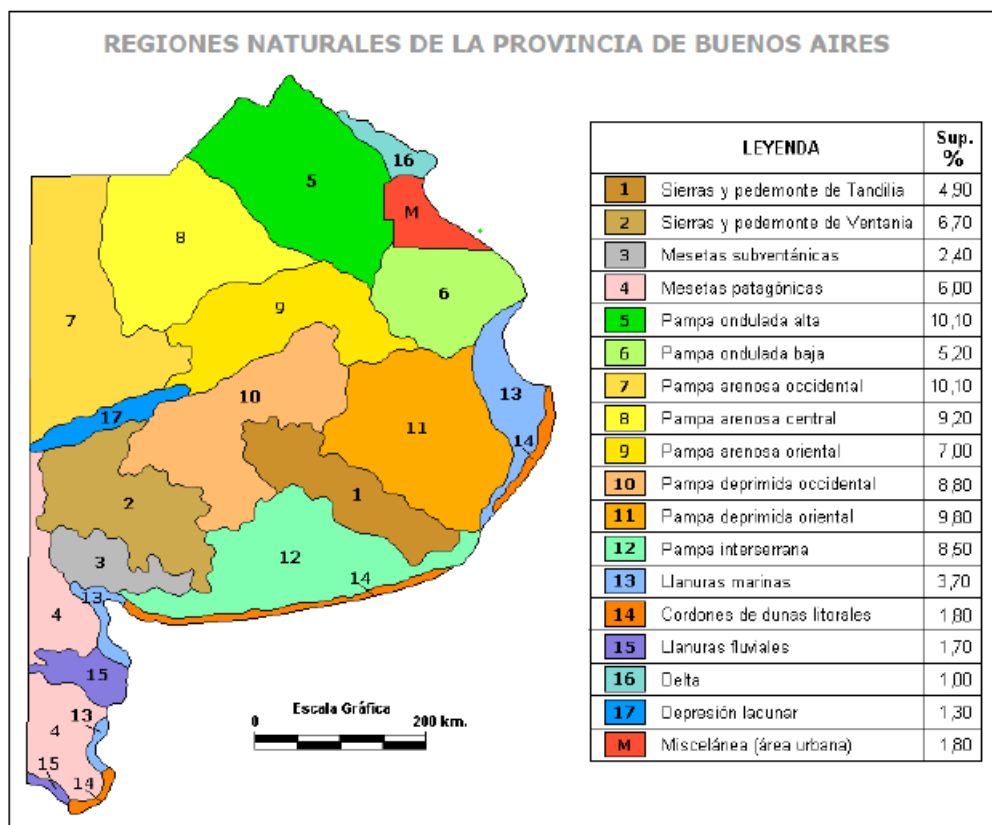 REGIONES NATURALES DE LA PROVINCIA DE BUENOS AIRES
16
5
M
8
6
9
7
13
10
17
11
14
1
2
12
3
14
13
4
15
13
4
15
14
Escala Gráfica
0 200 km.
LEYENDA Sup. %
1 Sierras y pedemonte de Tandilia 4,90
2 Sierras y pedemonte de Ventania 6,70
3 Mesetas subventánicas 2,40
4 Mesetas patagónicas 6,00
5 Pampa ondulada alta 10,10
6 Pampa ondulada baja 5,20
7 Pampa arenosa occidental 10,10
8 Pampa arenosa central 9,20
9 Pampa arenosa oriental 7,00
10 Pampa deprimida occidental 8,80
11 Pampa deprimida oriental 9,80
12 Pampa interserrana 8,50
13 Llanuras marinas 3,70
14 Cordones de dunas litorales 1,80
15 Llanuras fluviales 1,70
16 Delta 1,00
17 Depresión lacunar 1,30
M Miscelánea (área urbana) 1,80